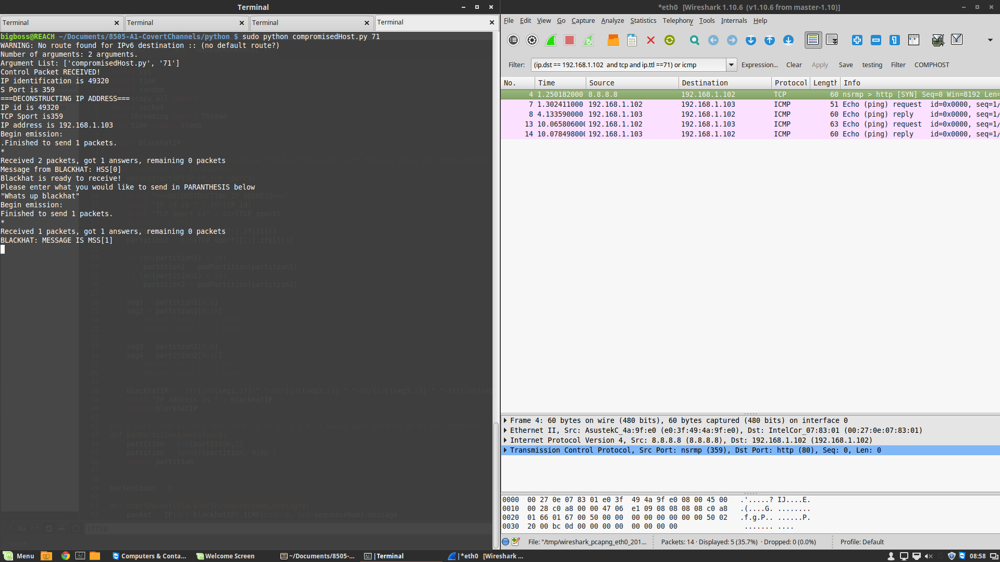 Terminal
Terminal
Terminal
Terminal
Terminal
bigboss@REACH ~/Documents/8505-A1-CovertChannels/python $ sudo python compromisedHost.py 71
WARNING: No route found for IPv6 destination :: (no default route?)
Number of arguments: 2 arguments.
Argument List: ['compromisedHost.py', '71']
Control Packet RECEIVED!
IP identification is 49320
S Port is 359
===DECONSTRUCTING IP ADDRESS===
IP id is 49320
TCP Sport is359
IP address is 192.168.1.103
Begin emission:
.Finished to send 1 packets.
*
Received 2 packets, got 1 answers, remaining 0 packets
Message from BLACKHAT: HSS[0]
Blackhat is ready to receive!
Please enter what you would like to send in PARANTHESIS below
"Whats up blackhat"
Begin emission:
Finished to send 1 packets.
*
Received 1 packets, got 1 answers, remaining 0 packets
BLACKHAT: MESSAGE IS MSS[1]
*eth0 [Wireshark 1.10.6 (v1.10.6 from master-1.10)]
File Edit View Go Capture Analyze Statistics Telephony Tools Internals Help
Filter: (ip.dst == 192.168.1.102 and tcp and ip.ttl ==71) or icmp Expression... Clear Apply Save testing Filter COMPHOST
No. Time Source Destination Protocol Length Info
4 1.250182000 8.8.8.8 192.168.1.102 TCP 60 nsrmp > http [SYN] Seq=0 Win=8192 Len=
7 1.302411000 192.168.1.102 192.168.1.103 ICMP 51 Echo (ping) request id=0x0000, seq=1/
8 4.133590000 192.168.1.103 192.168.1.102 ICMP 60 Echo (ping) reply id=0x0000, seq=1/
13 10.065806000 192.168.1.102 192.168.1.103 ICMP 63 Echo (ping) request id=0x0000, seq=1/
14 10.078498000 192.168.1.103 192.168.1.102 ICMP 60 Echo (ping) reply id=0x0000, seq=1/
Frame 4: 60 bytes on wire (480 bits), 60 bytes captured (480 bits) on interface 0
Ethernet II, Src: AsustekC_4a:9f:e0 (e0:3f:49:4a:9f:e0), Dst: IntelCor_07:83:01 (00:27:0e:07:83:01)
Internet Protocol Version 4, Src: 8.8.8.8 (8.8.8.8), Dst: 192.168.1.102 (192.168.1.102)
Transmission Control Protocol, Src Port: nsrmp (359), Dst Port: http (80), Seq: 0, Len: 0
0000 00 27 0e 07 83 01 e0 3f 49 4a 9f e0 08 00 45 00 .'.....? IJ....E.
0010 00 28 c0 a8 00 00 47 06 e1 09 08 08 08 08 c0 a8 .(....G. ........
0020 01 66 01 67 00 50 00 00 00 00 00 00 00 00 50 02 .f.g.P.. ......P.
0030 20 00 bc 0d 00 00 00 00 00 00 00 00 ....... ....
File: "/tmp/wireshark_pcapng_eth0_201... Packets: 14 · Displayed: 5 (35.7%) · Dropped: 0 (0.0%) Profile: Default
Menu Computers & Conta... Welcome Screen ~/Documents/8505-... Terminal *eth0 [Wireshark ... 08:58